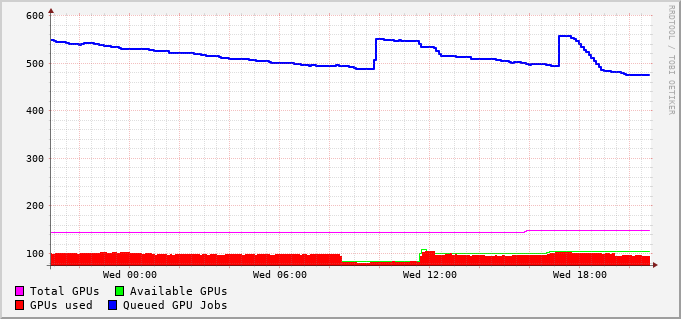 600
500
400
300
200
100
Wed 00:00 Wed 06:00 Wed 12:00 Wed 18:00
Total GPUs Available GPUs
GPUs used Queued GPU Jobs
RRDTOOL / TOBI OETIKER